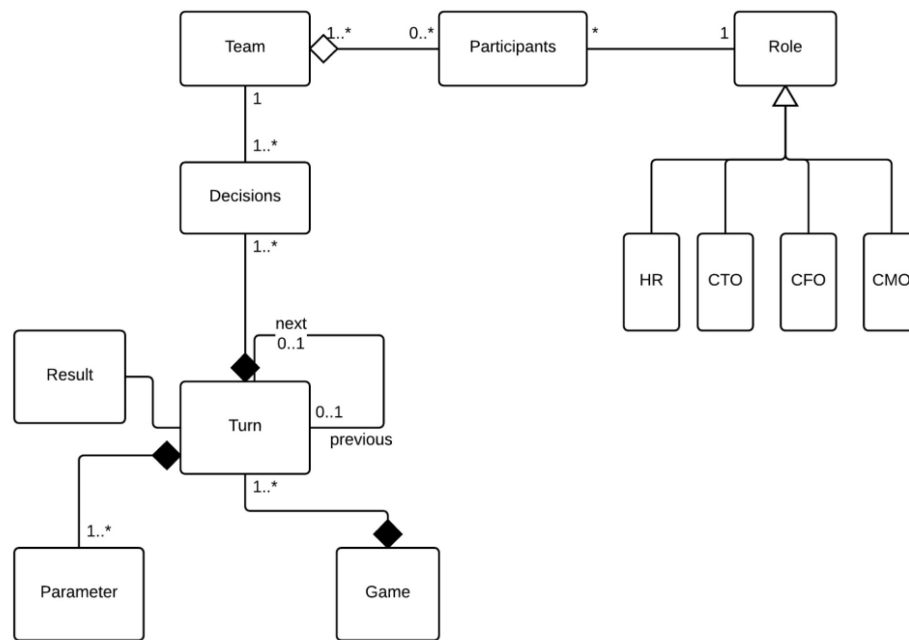 Team
1..*
0..*
Participants
*
1
Role
1
1..*
Decisions
1..*
HR
CTO
CFO
CMO
next
0..1
Result
Turn
0..1
previous
1..*
1..*
Parameter
Game